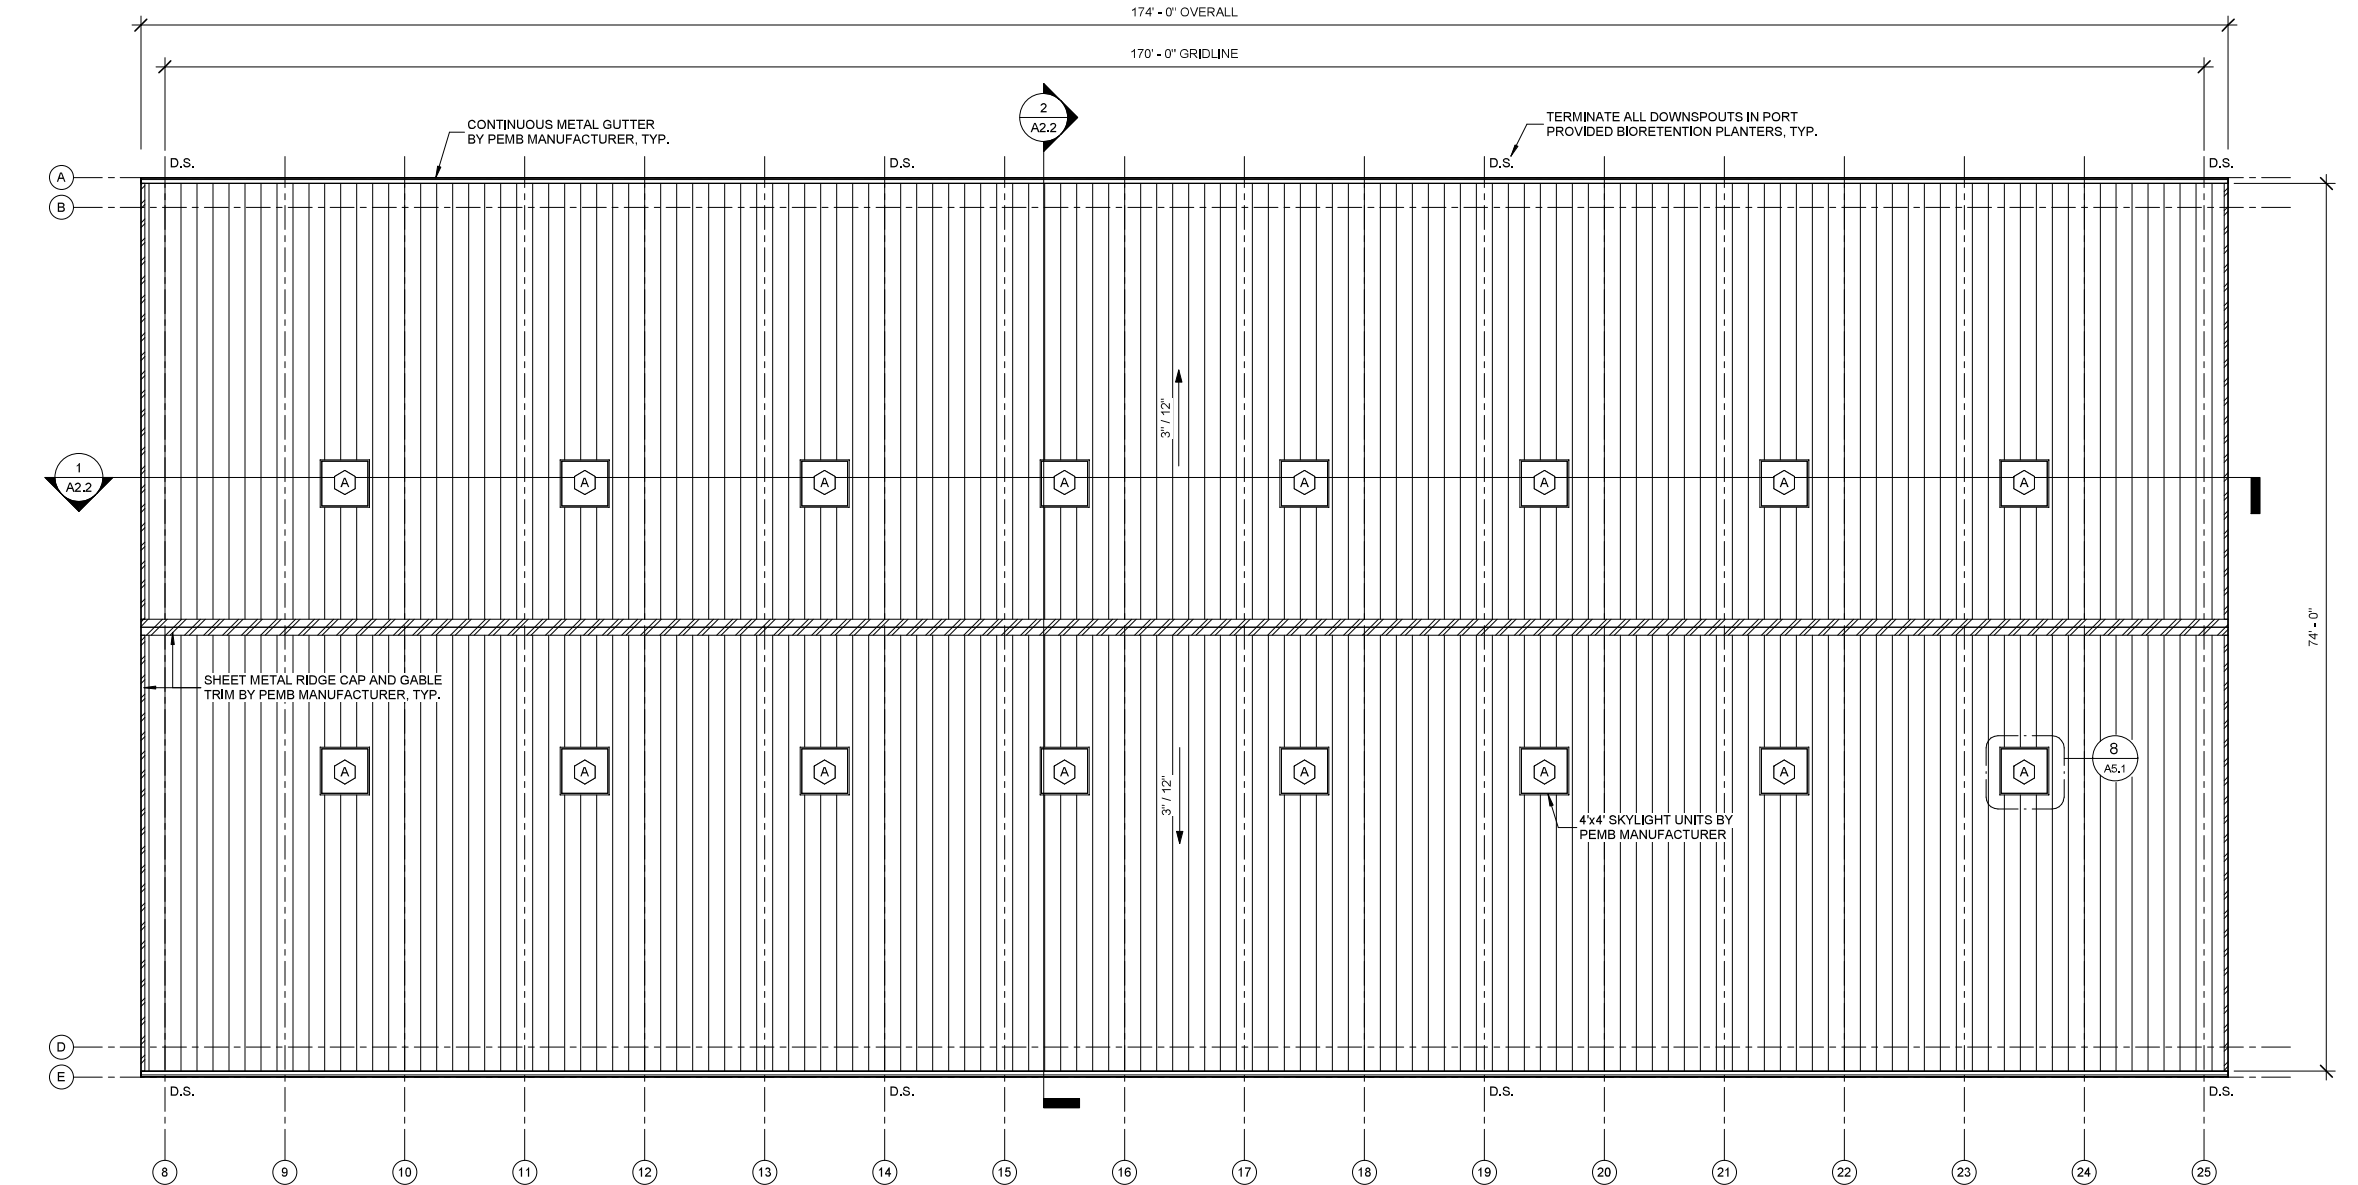 174' - 0" OVERALL
170' - 0" GRIDLINE
2
A2.2
CONTINUOUS METAL GUTTER
BY PEMB MANUFACTURER, TYP.
TERMINATE ALL DOWNSPOUTS IN PORT
PROVIDED BIORETENTION PLANTERS, TYP.
D.S.
D.S.
D.S.
D.S.
A
B
3" / 12"
1
A2.2
A
A
A
A
A
A
A
A
74' - 0"
SHEET METAL RIDGE CAP AND GABLE
TRIM BY PEMB MANUFACTURER, TYP.
A
A
A
A
A
A
A
A
8
A5.1
3" / 12"
4'x4' SKYLIGHT UNITS BY
PEMB MANUFACTURER
D
E
D.S.
D.S.
D.S.
D.S.
8
9
10
11
12
13
14
15
16
17
18
19
20
21
22
23
24
25